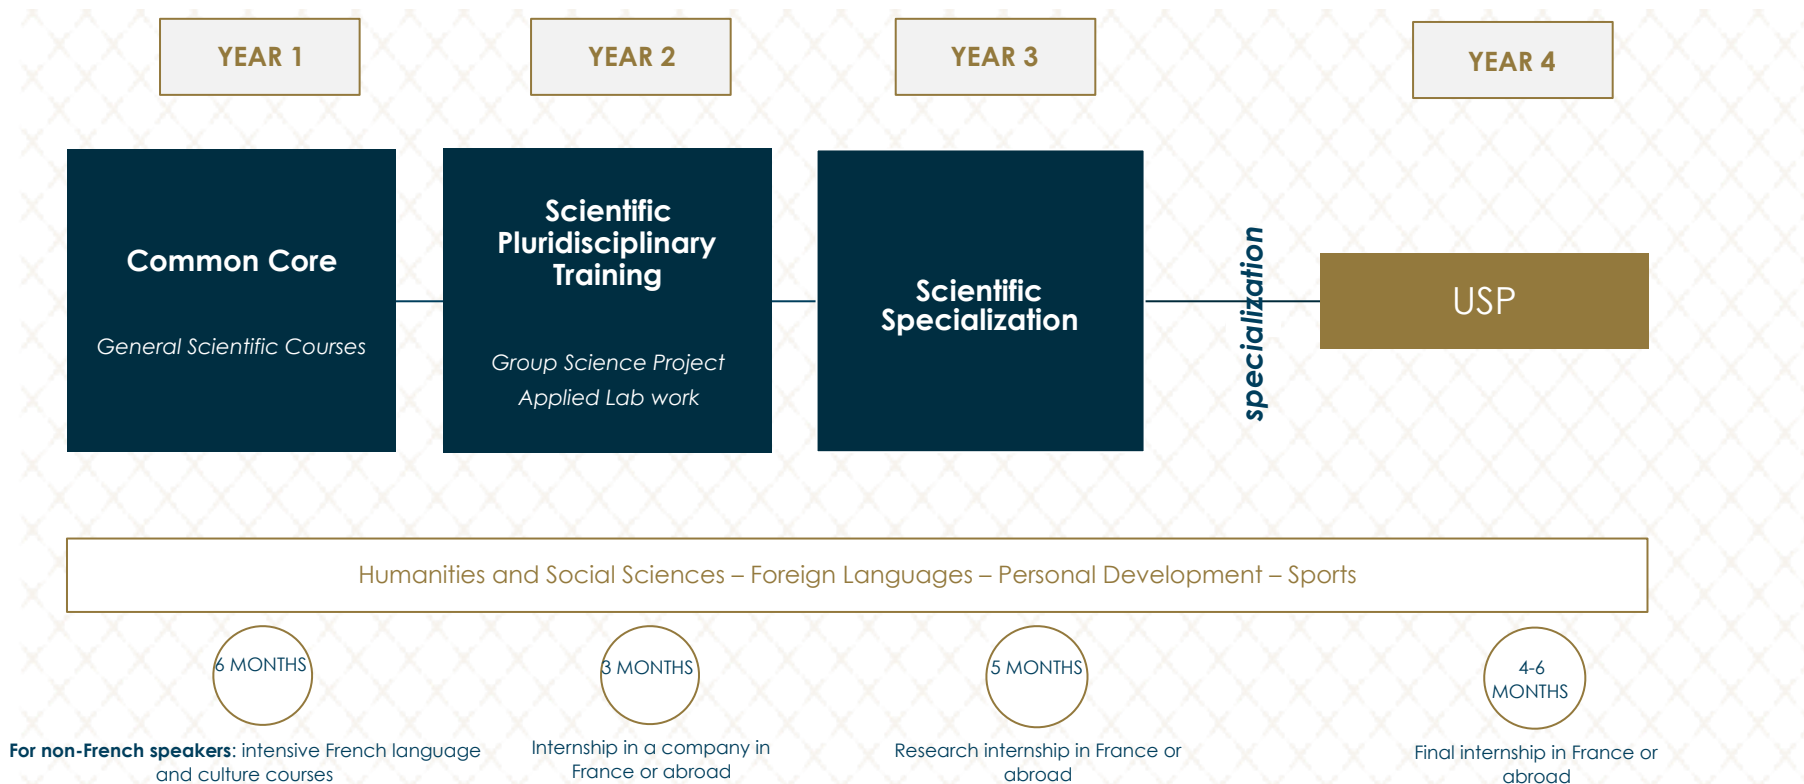 YEAR 1
YEAR 2
YEAR 3
YEAR 4
Common Core
General Scientific Courses
Scientific
Pluridisciplinary
Training
Group Science Project
Applied Lab work
Scientific
Specialization
specialization
USP
Humanities and Social Sciences – Foreign Languages – Personal Development – Sports
6 MONTHS
For non-French speakers: intensive French language
and culture courses
3 MONTHS
Internship in a company in
France or abroad
5 MONTHS
Research internship in France or
abroad
4-6
MONTHS
Final internship in France or
abroad